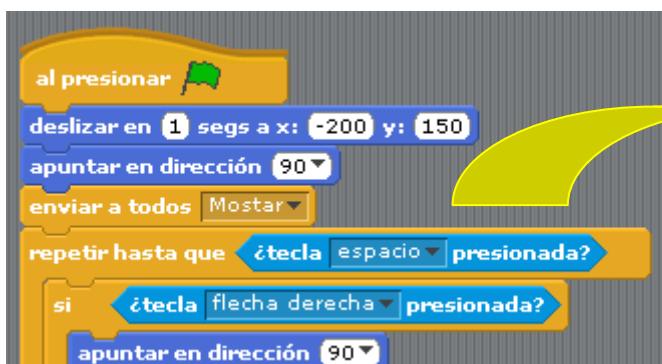 al presionar
deslizar en 1 segs a x: -200 y: 150
apuntar en dirección 90
enviar a todos Mostar
repetir hasta que ¿tecla espacio presionada?
si ¿tecla flecha derecha presionada?
apuntar en dirección 90